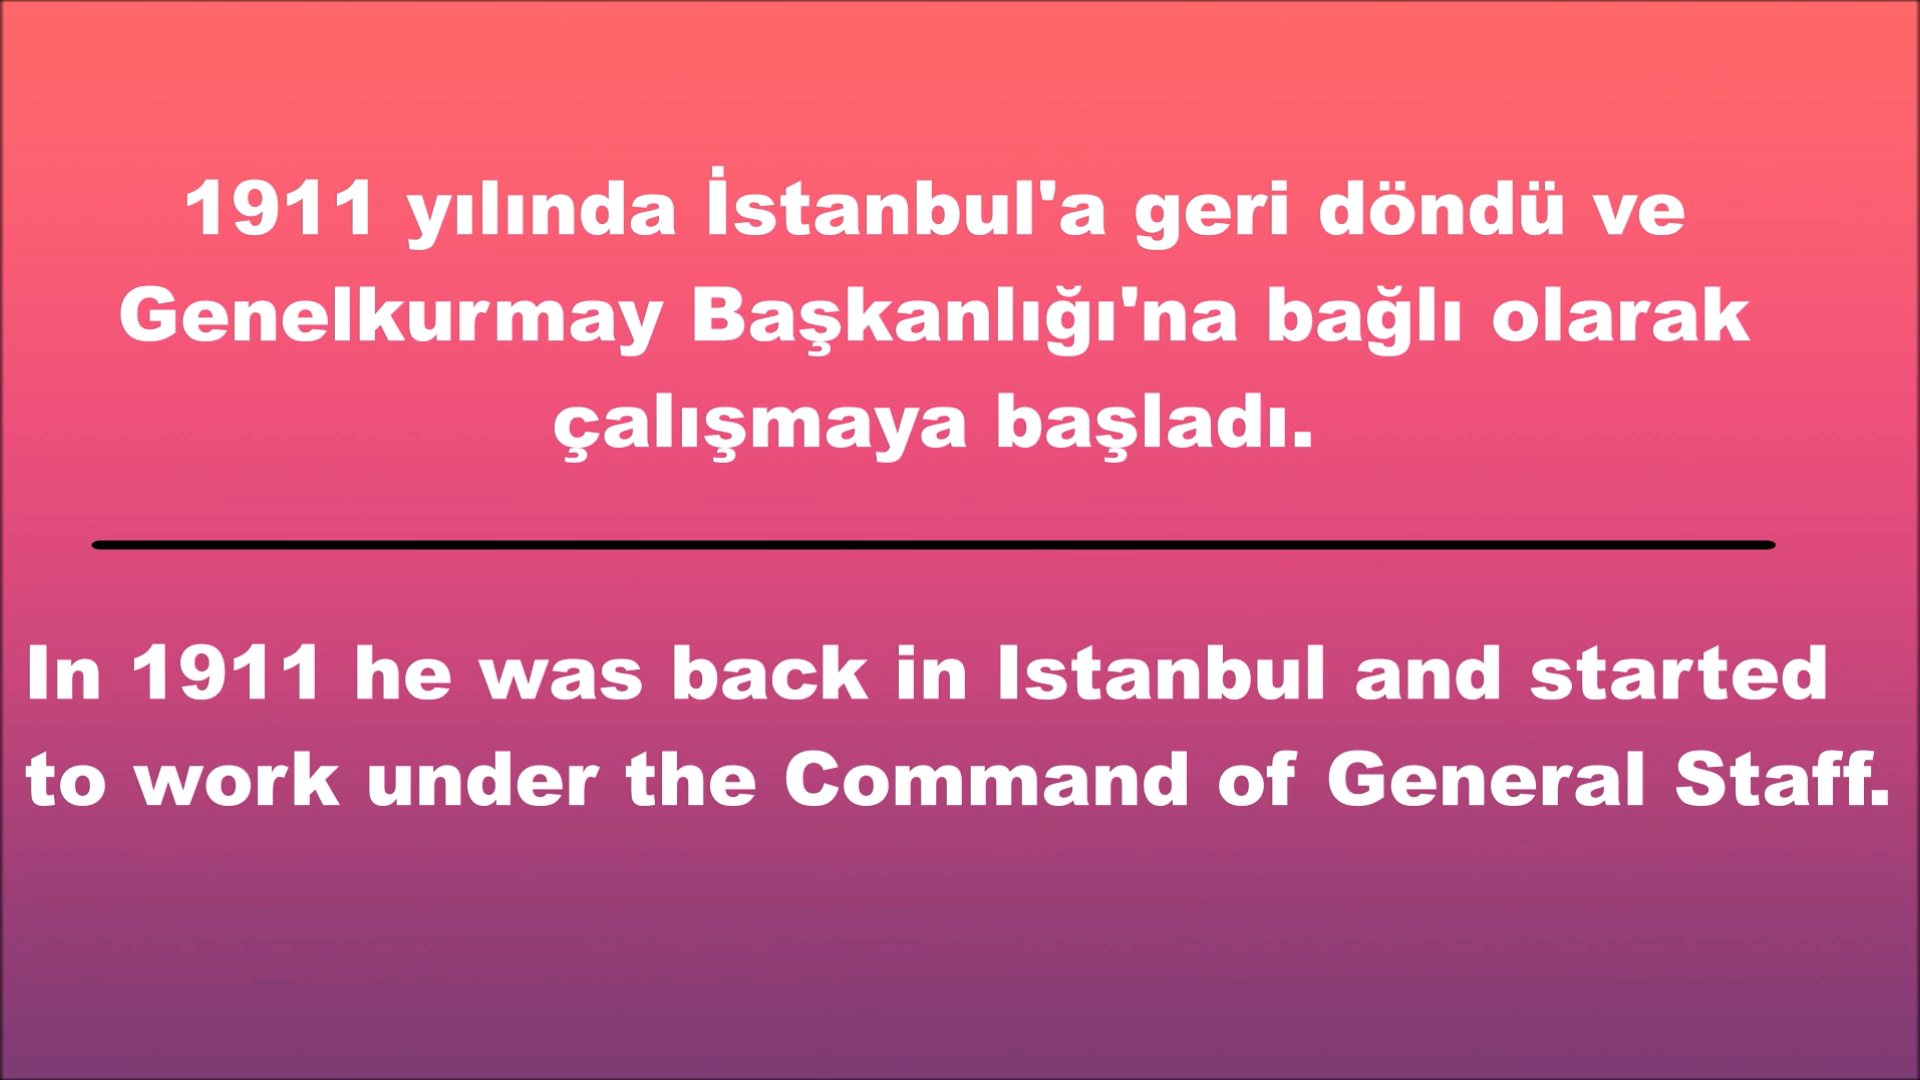 1911 yılında İstanbul'a geri döndü ve
Genelkurmay Başkanlığı'na bağlı olarak
çalışmaya başladı.
In 1911 he was back in Istanbul and started
to work under the Command of General Staff.